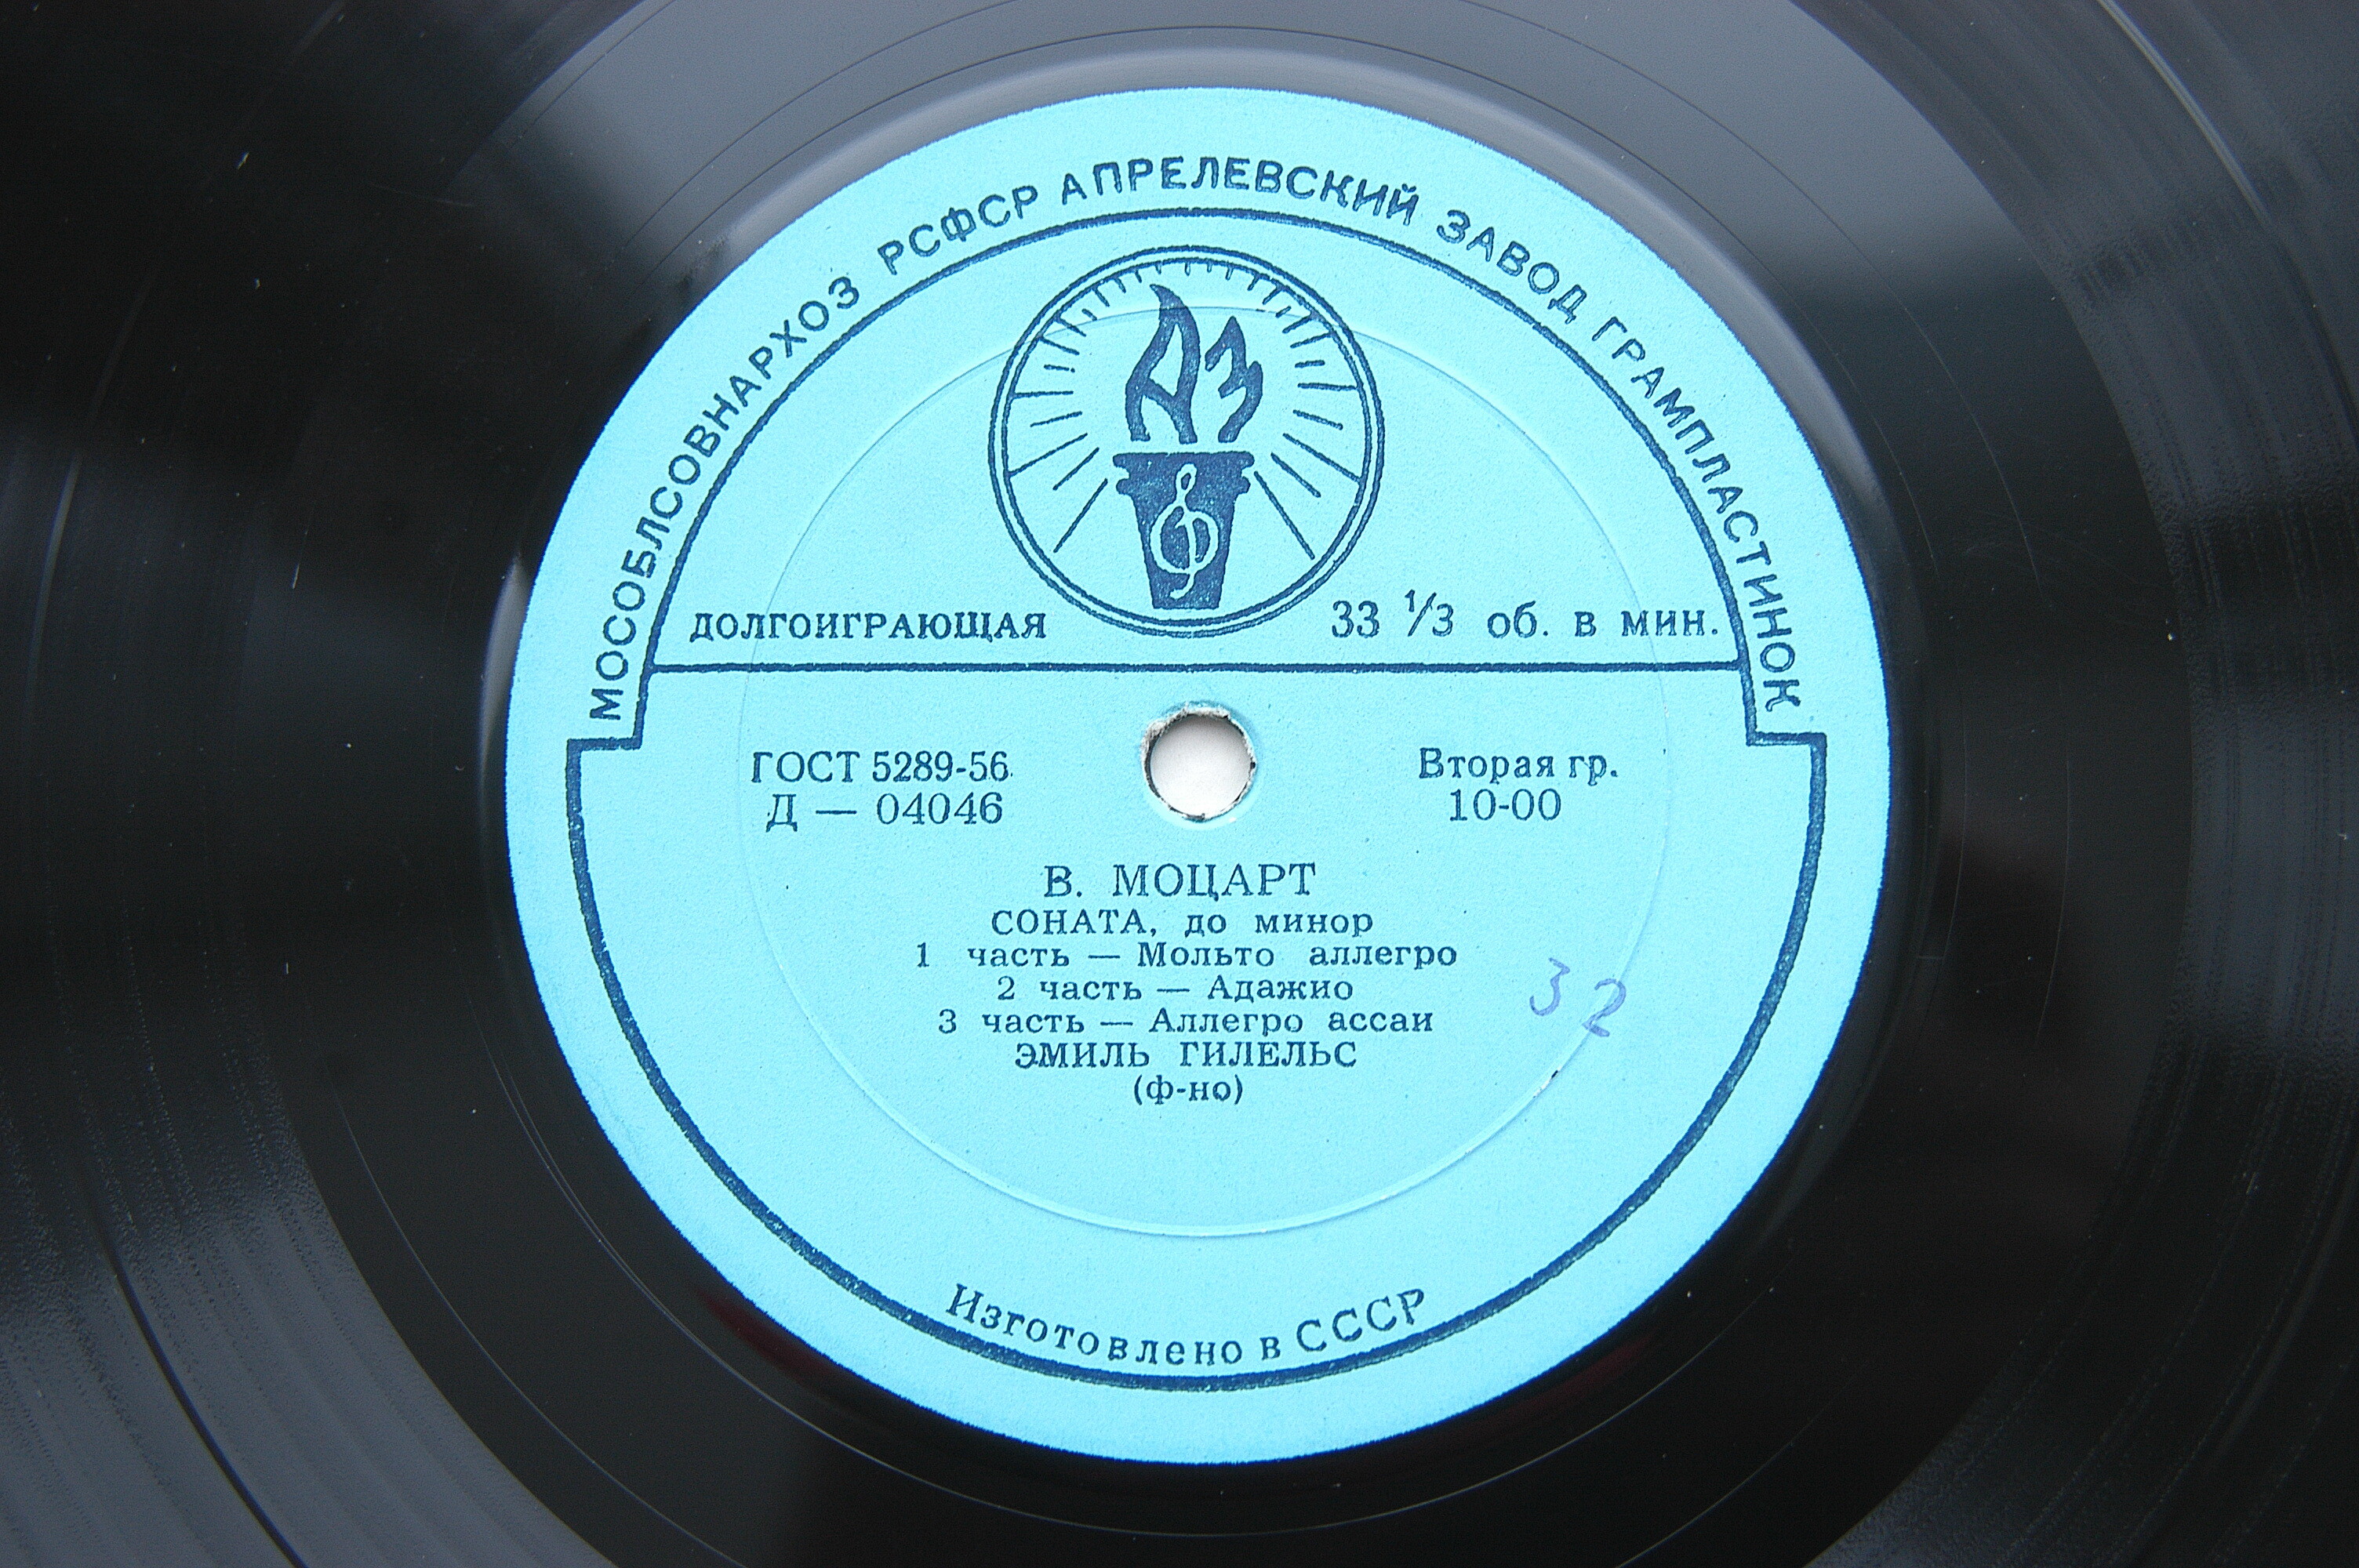 МОСОБЛСОВНАРХОЗ РСФСР АПРЕЛЕВСКИЙ ЗАВОД ГРАМПЛАСТИНОК
АЗ
ДОЛГОИГРАЮЩАЯ 33 1/3 об. в мин.
ГОСТ 5289-56 Вторая гр.
Д — 04046 10-00
В. МОЦАРТ
СОНАТА, до минор
1 часть — Мольто аллегро
2 часть — Адажио
3 часть — Аллегро ассаи
32
ЭМИЛЬ ГИЛЕЛЬС
(ф-но)
Изготовлено в СССР